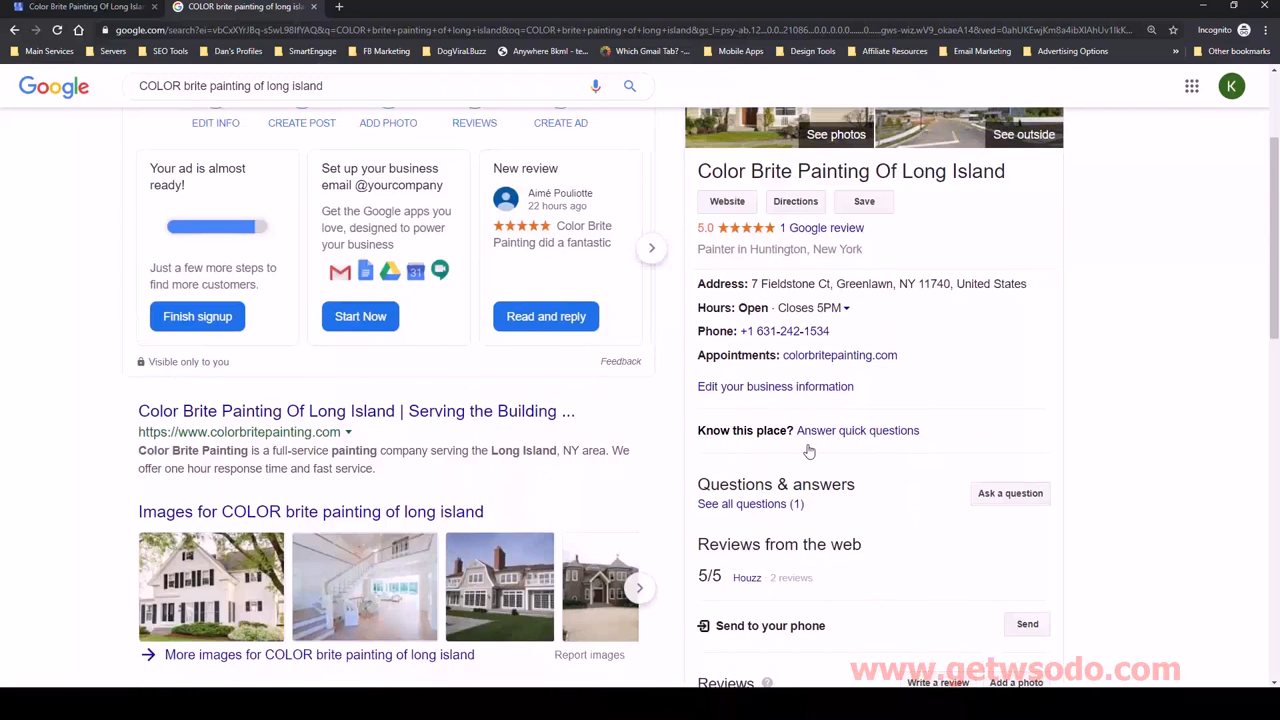 Color Brite Painting Of Long Islan
COLOR brite painting of long isla
google.com/search?ei=vbCxXYrJBq-s5wL98IfYAQ&q=COLOR+brite+painting+of+long+island&oq=COLOR+brite+painting+of+long+island&gs_l=psy-ab.12...0.0..21086...0.0..0.0.0.......0......gws-wiz.wV9_okaeA14&ved=
Incognito
Main Services
Servers
SEO Tools
Dan's Profiles
SmartEngage
FB Marketing
DogViral.Buzz
Anywhere Bkml - te...
Which Gmail Tab? -...
Mobile Apps
Design Tools
Affiliate Resources
Email Marketing
Advertising Options
Other bookmarks
Google
COLOR brite painting of long island
K
EDIT INFO
CREATE POST
ADD PHOTO
REVIEWS
CREATE AD
Your ad is almost
ready!
Just a few more steps to
find more customers.
Finish signup
Set up your business
email @yourcompany
Get the Google apps you
love, designed to power
your business
31
Start Now
New review
Aimé Pouliotte
22 hours ago
Color Brite
Painting did a fantastic
Read and reply
Visible only to you
Feedback
Color Brite Painting Of Long Island | Serving the Building ...
https://www.colorbritepainting.com
Color Brite Painting is a full-service painting company serving the Long Island, NY area. We
offer one hour response time and fast service.
Images for COLOR brite painting of long island
More images for COLOR brite painting of long island
Report images
See photos
See outside
Color Brite Painting Of Long Island
Website
Directions
Save
5.0
1 Google review
Painter in Huntington, New York
Address: 7 Fieldstone Ct, Greenlawn, NY 11740, United States
Hours: Open · Closes 5PM
Phone: +1 631-242-1534
Appointments: colorbritepainting.com
Edit your business information
Know this place? Answer quick questions
Questions & answers
See all questions (1)
Ask a question
Reviews from the web
5/5 Houzz · 2 reviews
Send to your phone
Send
www.getwsodo.com
Reviews
Write a review
Add a photo